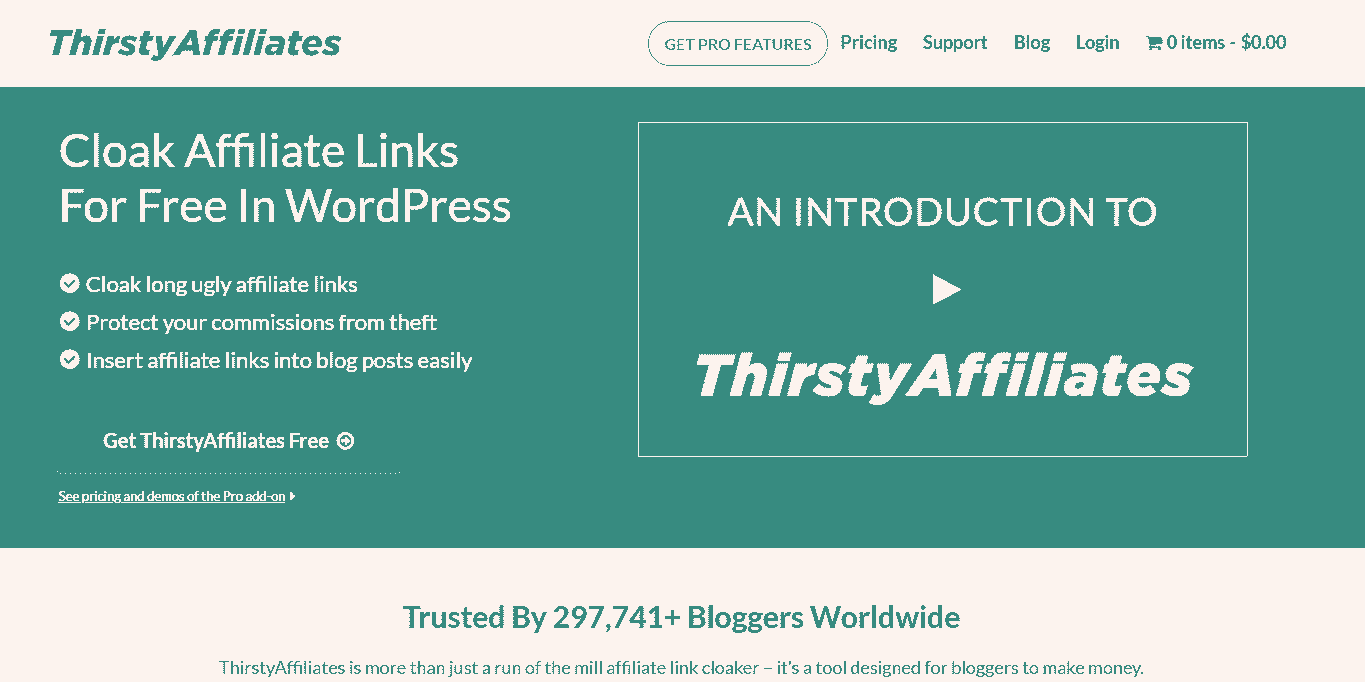 ThirstyAffiliates
GET PRO FEATURES Pricing Support Blog Login 0 items - $0.00
Cloak Affiliate Links
For Free In WordPress
Cloak long ugly affiliate links
Protect your commissions from theft
Insert affiliate links into blog posts easily
Get ThirstyAffiliates Free
See pricing and demos of the Pro add-on
AN INTRODUCTION TO
ThirstyAffiliates
Trusted By 297,741+ Bloggers Worldwide
ThirstyAffiliates is more than just a run of the mill affiliate link cloaker – it's a tool designed for bloggers to make money.